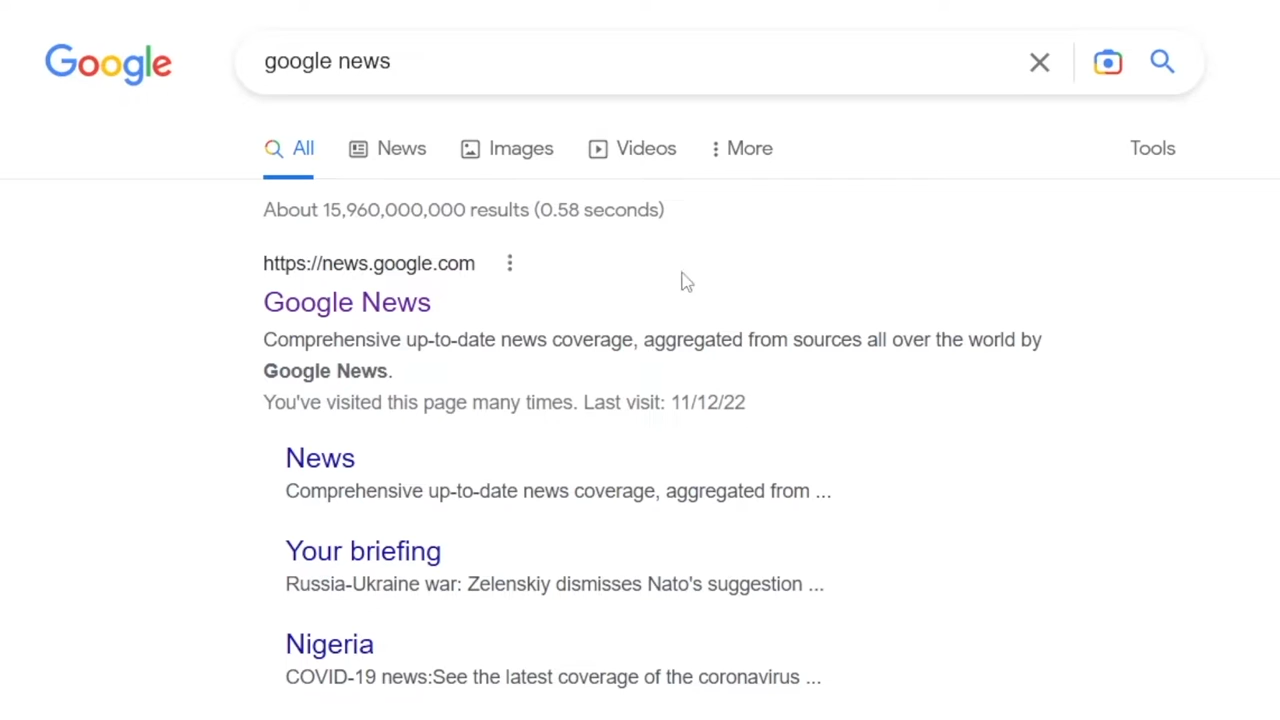 Google
google news
All News Images Videos More Tools
About 15,960,000,000 results (0.58 seconds)
https://news.google.com
Google News
Comprehensive up-to-date news coverage, aggregated from sources all over the world by
Google News.
You've visited this page many times. Last visit: 11/12/22
News
Comprehensive up-to-date news coverage, aggregated from ...
Your briefing
Russia-Ukraine war: Zelenskiy dismisses Nato's suggestion ...
Nigeria
COVID-19 news:See the latest coverage of the coronavirus ...